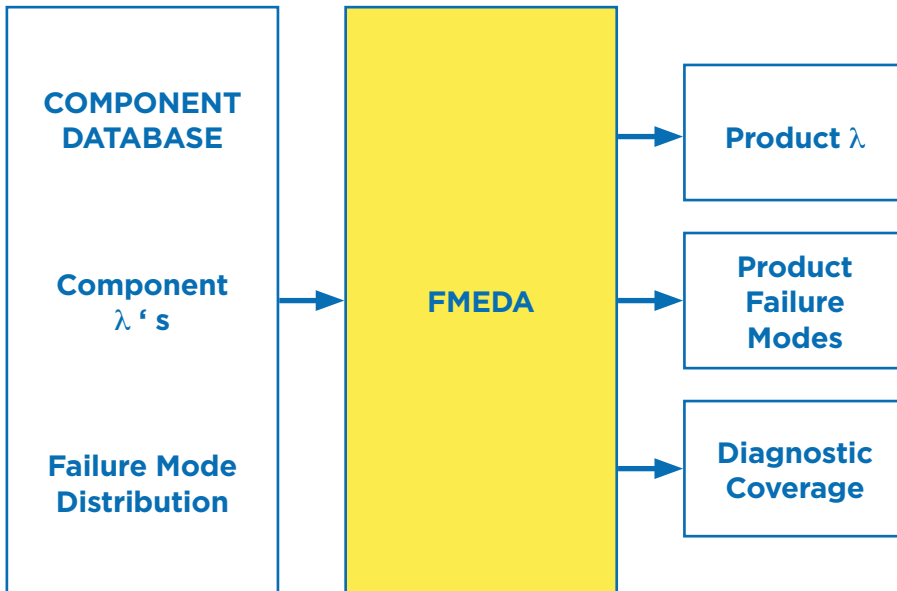 COMPONENT
DATABASE
Component
λ ‘ s
Failure Mode
Distribution
FMEDA
Product λ
Product
Failure
Modes
Diagnostic
Coverage